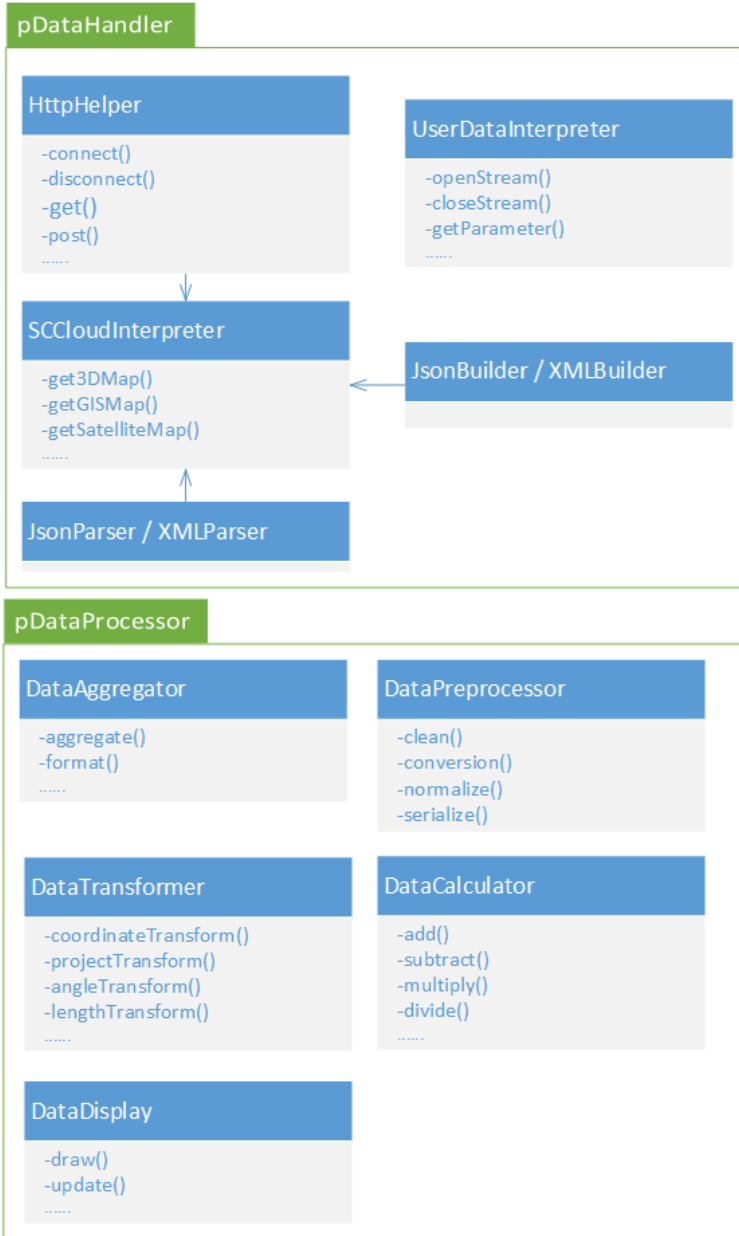 pDataHandler
HttpHelper
-connect()
-disconnect()
-get()
-post()
......
UserDataInterpreter
-openStream()
-closeStream()
-getParameter()
......
SCCloudInterpreter
-get3DMap()
-getGISMap()
-getSatelliteMap()
......
JsonBuilder / XMLBuilder
JsonParser / XMLParser
pDataProcessor
DataAggregator
-aggregate()
-format()
......
DataPreprocessor
-clean()
-conversion()
-normalize()
-serialize()
DataTransformer
-coordinateTransform()
-projectTransform()
-angleTransform()
-lengthTransform()
......
DataCalculator
-add()
-subtract()
-multiply()
-divide()
......
DataDisplay
-draw()
-update()
......